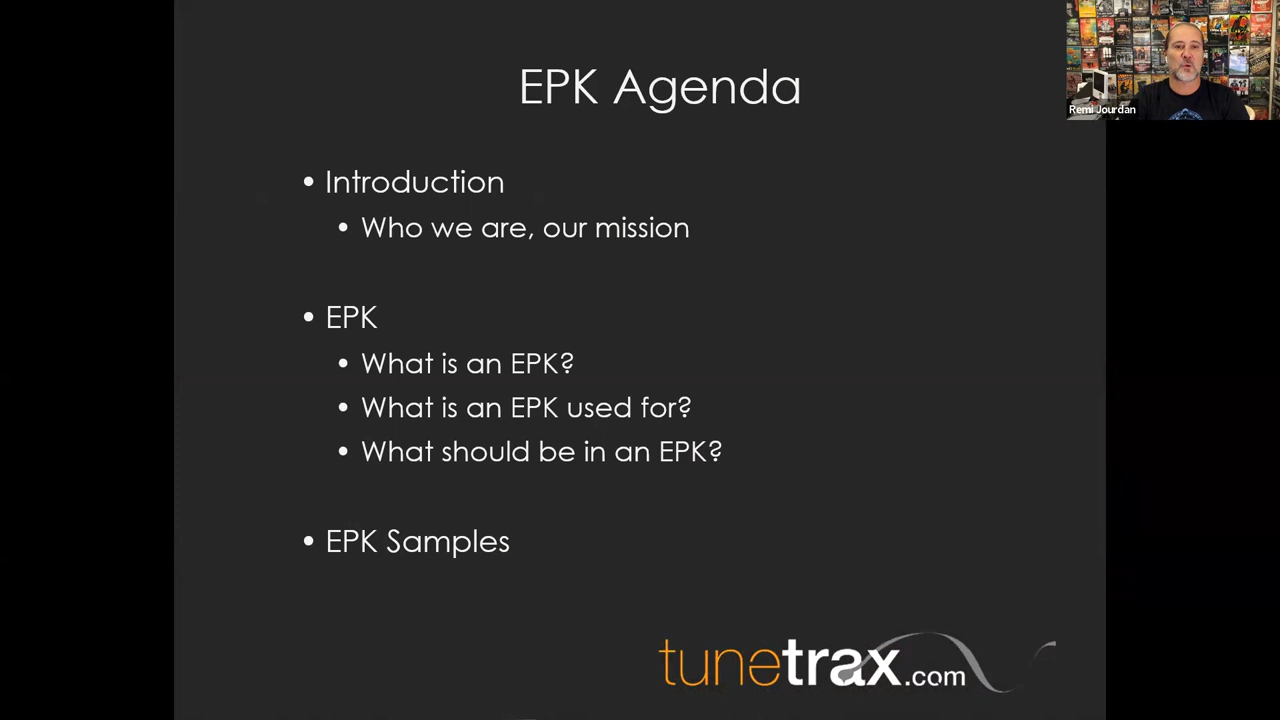 EPK Agenda
Remi Jourdan
• Introduction
• Who we are, our mission
• EPK
• What is an EPK?
• What is an EPK used for?
• What should be in an EPK?
• EPK Samples
tunetrax.com